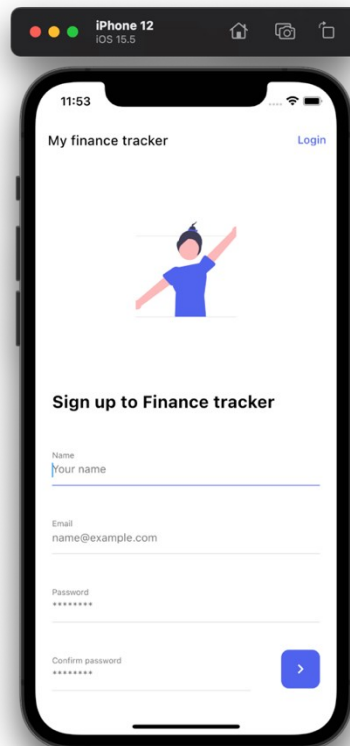 iPhone 12
iOS 15.5
11:53
My finance tracker
Login
Sign up to Finance tracker
Name
Your name
Email
name@example.com
Password
********
Confirm password
********